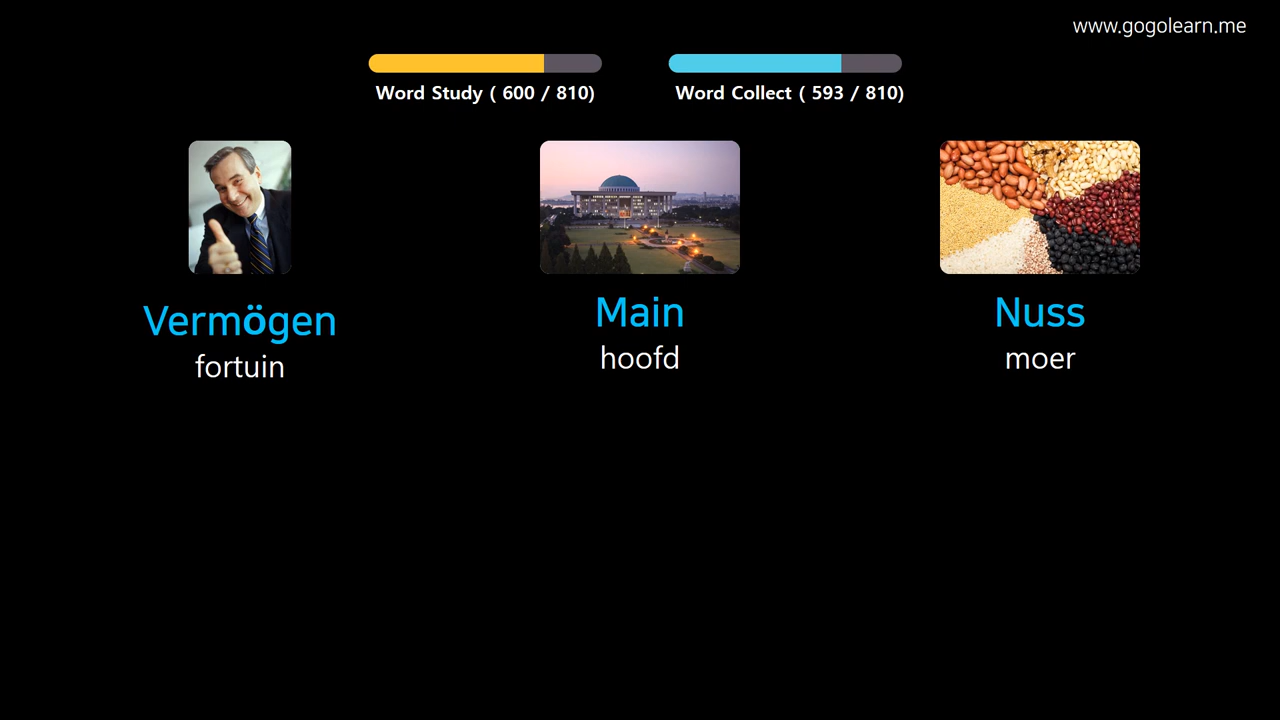 www.gogolearn.me
Word Study ( 600 / 810)
Word Collect ( 593 / 810)
Vermögen
fortuin
Main
hoofd
Nuss
moer